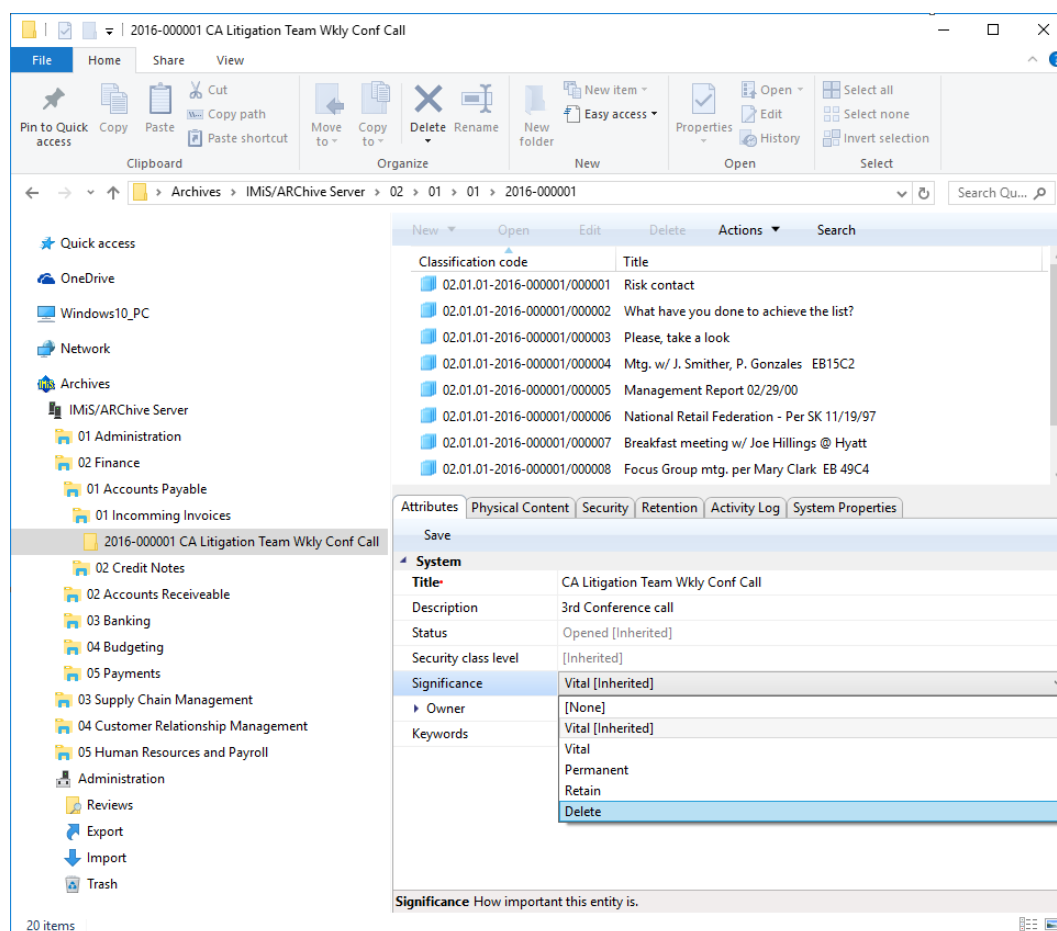 2016-000001 CA Litigation Team Wkly Conf Call
File Home Share View
Pin to Quick access
Copy
Paste
Cut
Copy path
Paste shortcut
Clipboard
Move to
Copy to
Delete
Rename
Organize
New folder
New item
Easy access
New
Properties
Open
Edit
History
Open
Select all
Select none
Invert selection
Select
Archives > IMiS/ARChive Server > 02 > 01 > 01 > 2016-000001
Search Qu...
Quick access
OneDrive
Windows10_PC
Network
Archives
IMiS/ARChive Server
01 Administration
02 Finance
01 Accounts Payable
01 Incomming Invoices
2016-000001 CA Litigation Team Wkly Conf Call
02 Credit Notes
02 Accounts Receiveable
03 Banking
04 Budgeting
05 Payments
03 Supply Chain Management
04 Customer Relationship Management
05 Human Resources and Payroll
Administration
Reviews
Export
Import
Trash
New Open Edit Delete Actions Search
Classification code Title
02.01.01-2016-000001/000001 Risk contact
02.01.01-2016-000001/000002 What have you done to achieve the list?
02.01.01-2016-000001/000003 Please, take a look
02.01.01-2016-000001/000004 Mtg. w/ J. Smither, P. Gonzales EB15C2
02.01.01-2016-000001/000005 Management Report 02/29/00
02.01.01-2016-000001/000006 National Retail Federation - Per SK 11/19/97
02.01.01-2016-000001/000007 Breakfast meeting w/ Joe Hillings @ Hyatt
02.01.01-2016-000001/000008 Focus Group mtg. per Mary Clark EB 49C4
Attributes Physical Content Security Retention Activity Log System Properties
Save
System
Title* CA Litigation Team Wkly Conf Call
Description 3rd Conference call
Status Opened [Inherited]
Security class level [Inherited]
Significance Vital [Inherited]
Owner [None]
Vital [Inherited]
Keywords
Vital
Permanent
Retain
Delete
Significance How important this entity is.
20 items